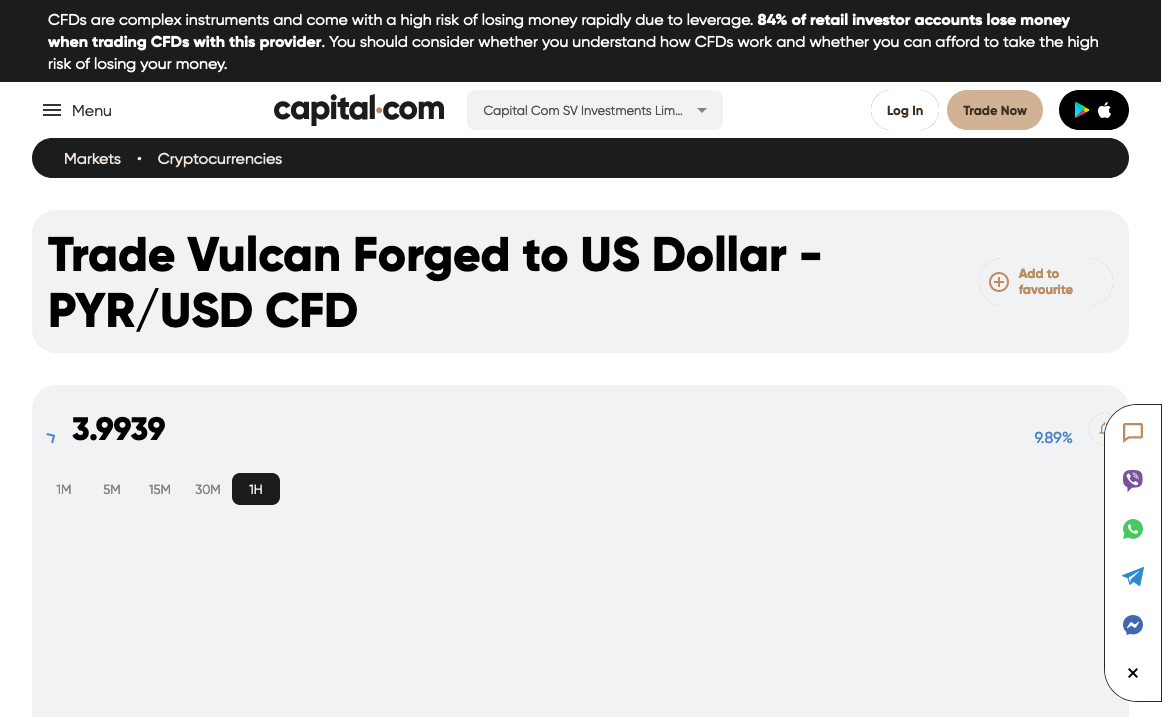 CFDs are complex instruments and come with a high risk of losing money rapidly due to leverage. 84% of retail investor accounts lose money
when trading CFDs with this provider. You should consider whether you understand how CFDs work and whether you can afford to take the high
risk of losing your money.
Menu
capital.com
Capital Com SV Investments Lim...
Log In
Trade Now
Markets • Cryptocurrencies
Trade Vulcan Forged to US Dollar -
PYR/USD CFD
Add to
favourite
3.9939
9.89%
1M 5M 15M 30M 1H